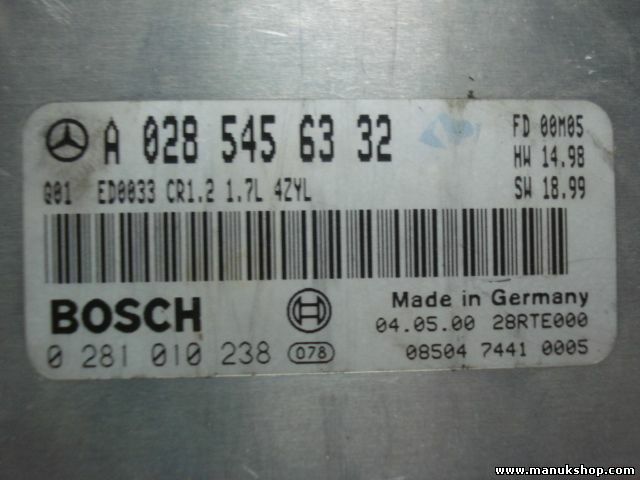 A 028 545 63 32
FD 00M05
HW 14.98
G01 ED0033 CR1.2 1.7L 4ZYL
SW 18.99
BOSCH
Made in Germany
04.05.00 28RTE000
0 281 010 238 078
08504 7441 0005
www.manukshop.com